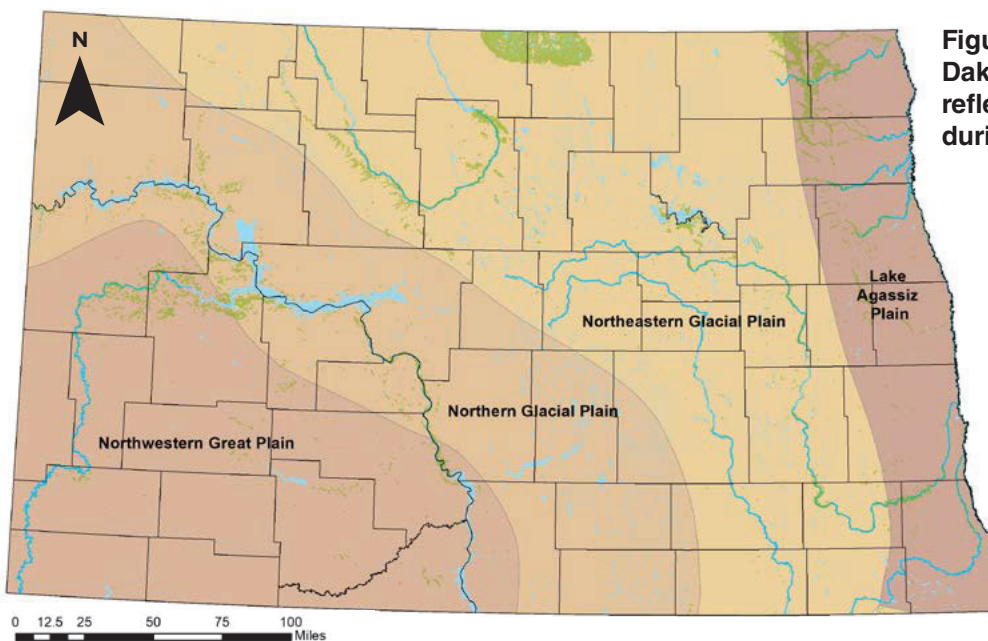 N
Figu
Dak
refle
duri
Lake
Agassiz
Plain
Northeastern Glacial Plain
Northern Glacial Plain
Northwestern Great Plain
0 12.5 25 50 75 100
Miles